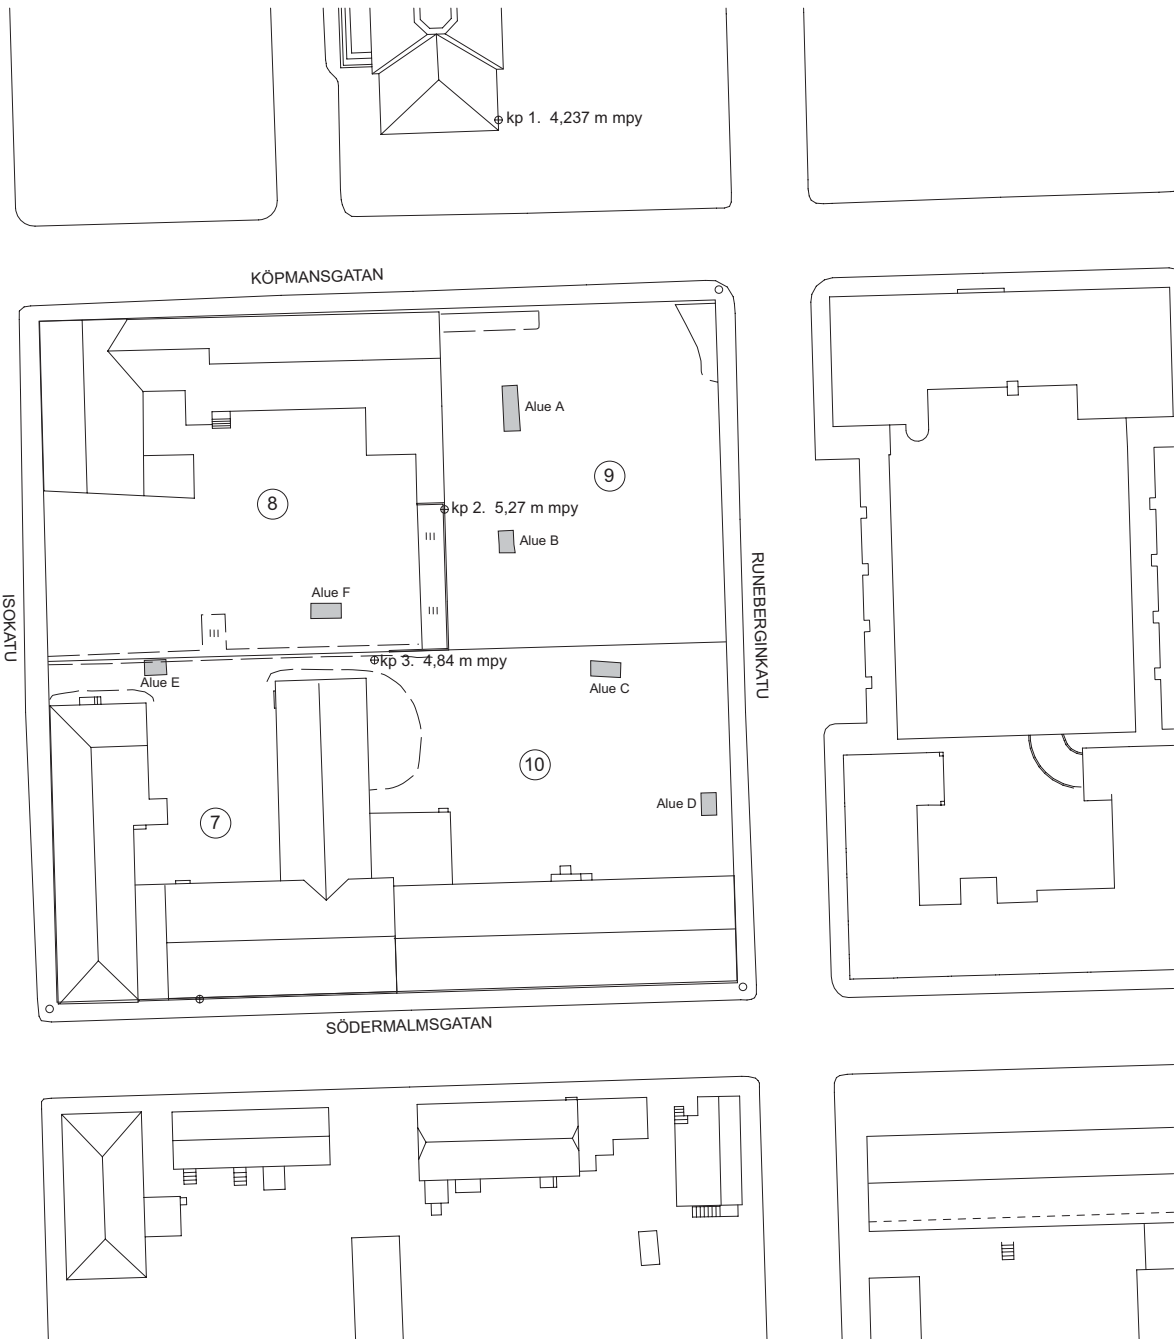 kp 1. 4,237 m mpy
KÖPMANSGATAN
Alue A
9
8
kp 2. 5,27 m mpy
Alue B
RUNEBERGINKATU
ISOKATU
Alue F
kp 3. 4,84 m mpy
Alue E
Alue C
10
Alue D
7
SÖDERMALMSGATAN